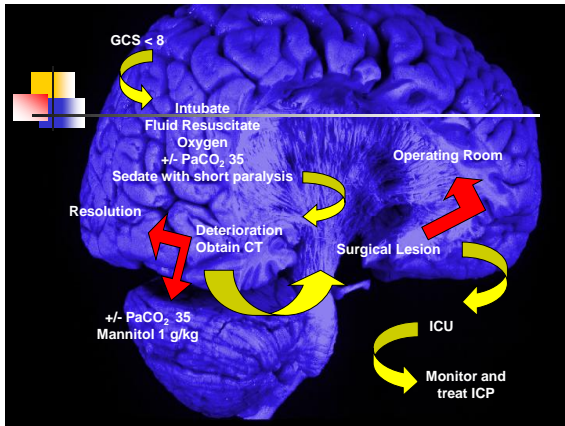 GCS < 8
Intubate
Fluid Resuscitate
Oxygen
+/- PaCO₂ 35
Sedate with short paralysis
Operating Room
Resolution
Deterioration
Obtain CT
Surgical Lesion
+/- PaCO₂ 35
Mannitol 1 g/kg
ICU
Monitor and
treat ICP